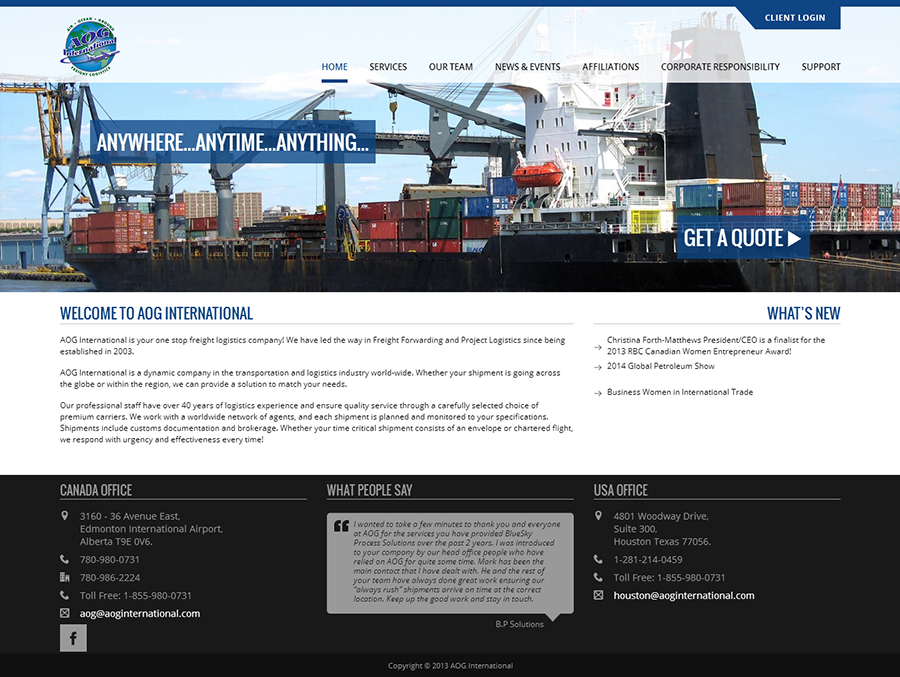 CLIENT LOGIN
AIR • OCEAN • GROUND
AOG
International
FREIGHT LOGISTICS
HOME SERVICES OUR TEAM NEWS & EVENTS AFFILIATIONS CORPORATE RESPONSIBILITY SUPPORT
ANYWHERE...ANYTIME...ANYTHING...
GET A QUOTE
WELCOME TO AOG INTERNATIONAL
AOG International is your one stop freight logistics company! We have led the way in Freight Forwarding and Project Logistics since being
established in 2003.
AOG International is a dynamic company in the transportation and logistics industry world-wide. Whether your shipment is going across
the globe or within the region, we can provide a solution to match your needs.
Our professional staff have over 40 years of logistics experience and ensure quality service through a carefully selected choice of
premium carriers. We work with a worldwide network of agents, and each shipment is planned and monitored to your specifications.
Shipments include customs documentation and brokerage. Whether your time critical shipment consists of an envelope or chartered flight,
we respond with urgency and effectiveness every time!
WHAT'S NEW
Christina Forth-Matthews President/CEO is a finalist for the
2013 RBC Canadian Women Entrepreneur Award!
2014 Global Petroleum Show
Business Women in International Trade
CANADA OFFICE
3160 - 36 Avenue East,
Edmonton International Airport,
Alberta T9E 0V6.
780-980-0731
780-986-2224
Toll Free: 1-855-980-0731
aog@aoginternational.com
f
WHAT PEOPLE SAY
I wanted to take a few minutes to thank you and everyone
at AOG for the services you have provided BlueSky
Process Solutions over the past 2 years. I was introduced
to your company by our head office people who have
relied on AOG for quite some time. Mark has been the
main contact that I have dealt with. He and the rest of
your team have always done great work ensuring our
"always rush" shipments arrive on time at the correct
location. Keep up the good work and stay in touch.
B.P Solutions
USA OFFICE
4801 Woodway Drive,
Suite 300,
Houston Texas 77056.
1-281-214-0459
Toll Free: 1-855-980-0731
houston@aoginternational.com
Copyright © 2013 AOG International